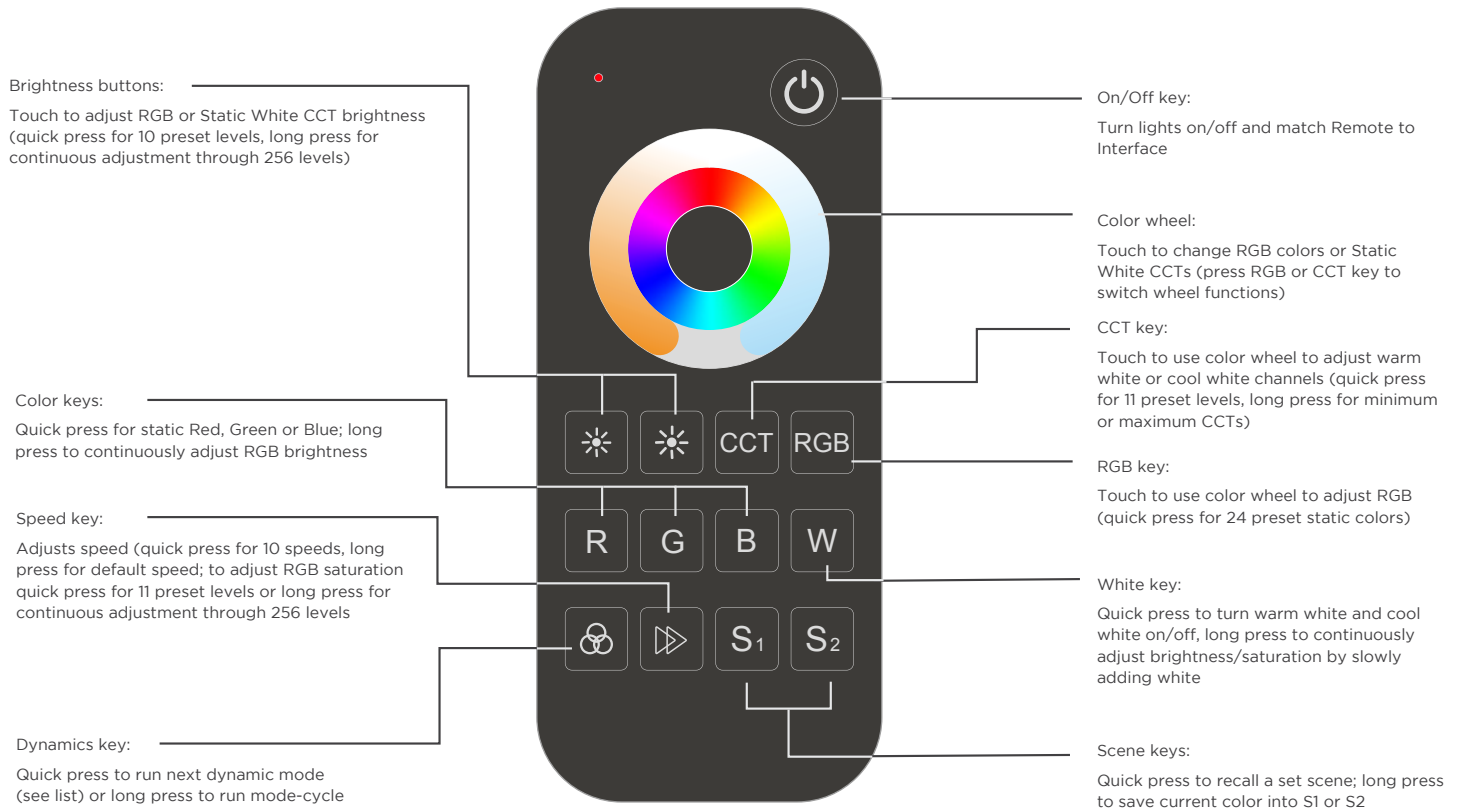 Brightness buttons:
Touch to adjust RGB or Static White CCT brightness
(quick press for 10 preset levels, long press for
continuous adjustment through 256 levels)
Color keys:
Quick press for static Red, Green or Blue; long
press to continuously adjust RGB brightness
Speed key:
Adjusts speed (quick press for 10 speeds, long
press for default speed; to adjust RGB saturation
quick press for 11 preset levels or long press for
continuous adjustment through 256 levels
Dynamics key:
Quick press to run next dynamic mode
(see list) or long press to run mode-cycle
CCT RGB
R G B W
S1 S2
On/Off key:
Turn lights on/off and match Remote to
Interface
Color wheel:
Touch to change RGB colors or Static
White CCTs (press RGB or CCT key to
switch wheel functions)
CCT key:
Touch to use color wheel to adjust warm
white or cool white channels (quick press
for 11 preset levels, long press for minimum
or maximum CCTs)
RGB key:
Touch to use color wheel to adjust RGB
(quick press for 24 preset static colors)
White key:
Quick press to turn warm white and cool
white on/off, long press to continuously
adjust brightness/saturation by slowly
adding white
Scene keys:
Quick press to recall a set scene; long press
to save current color into S1 or S2